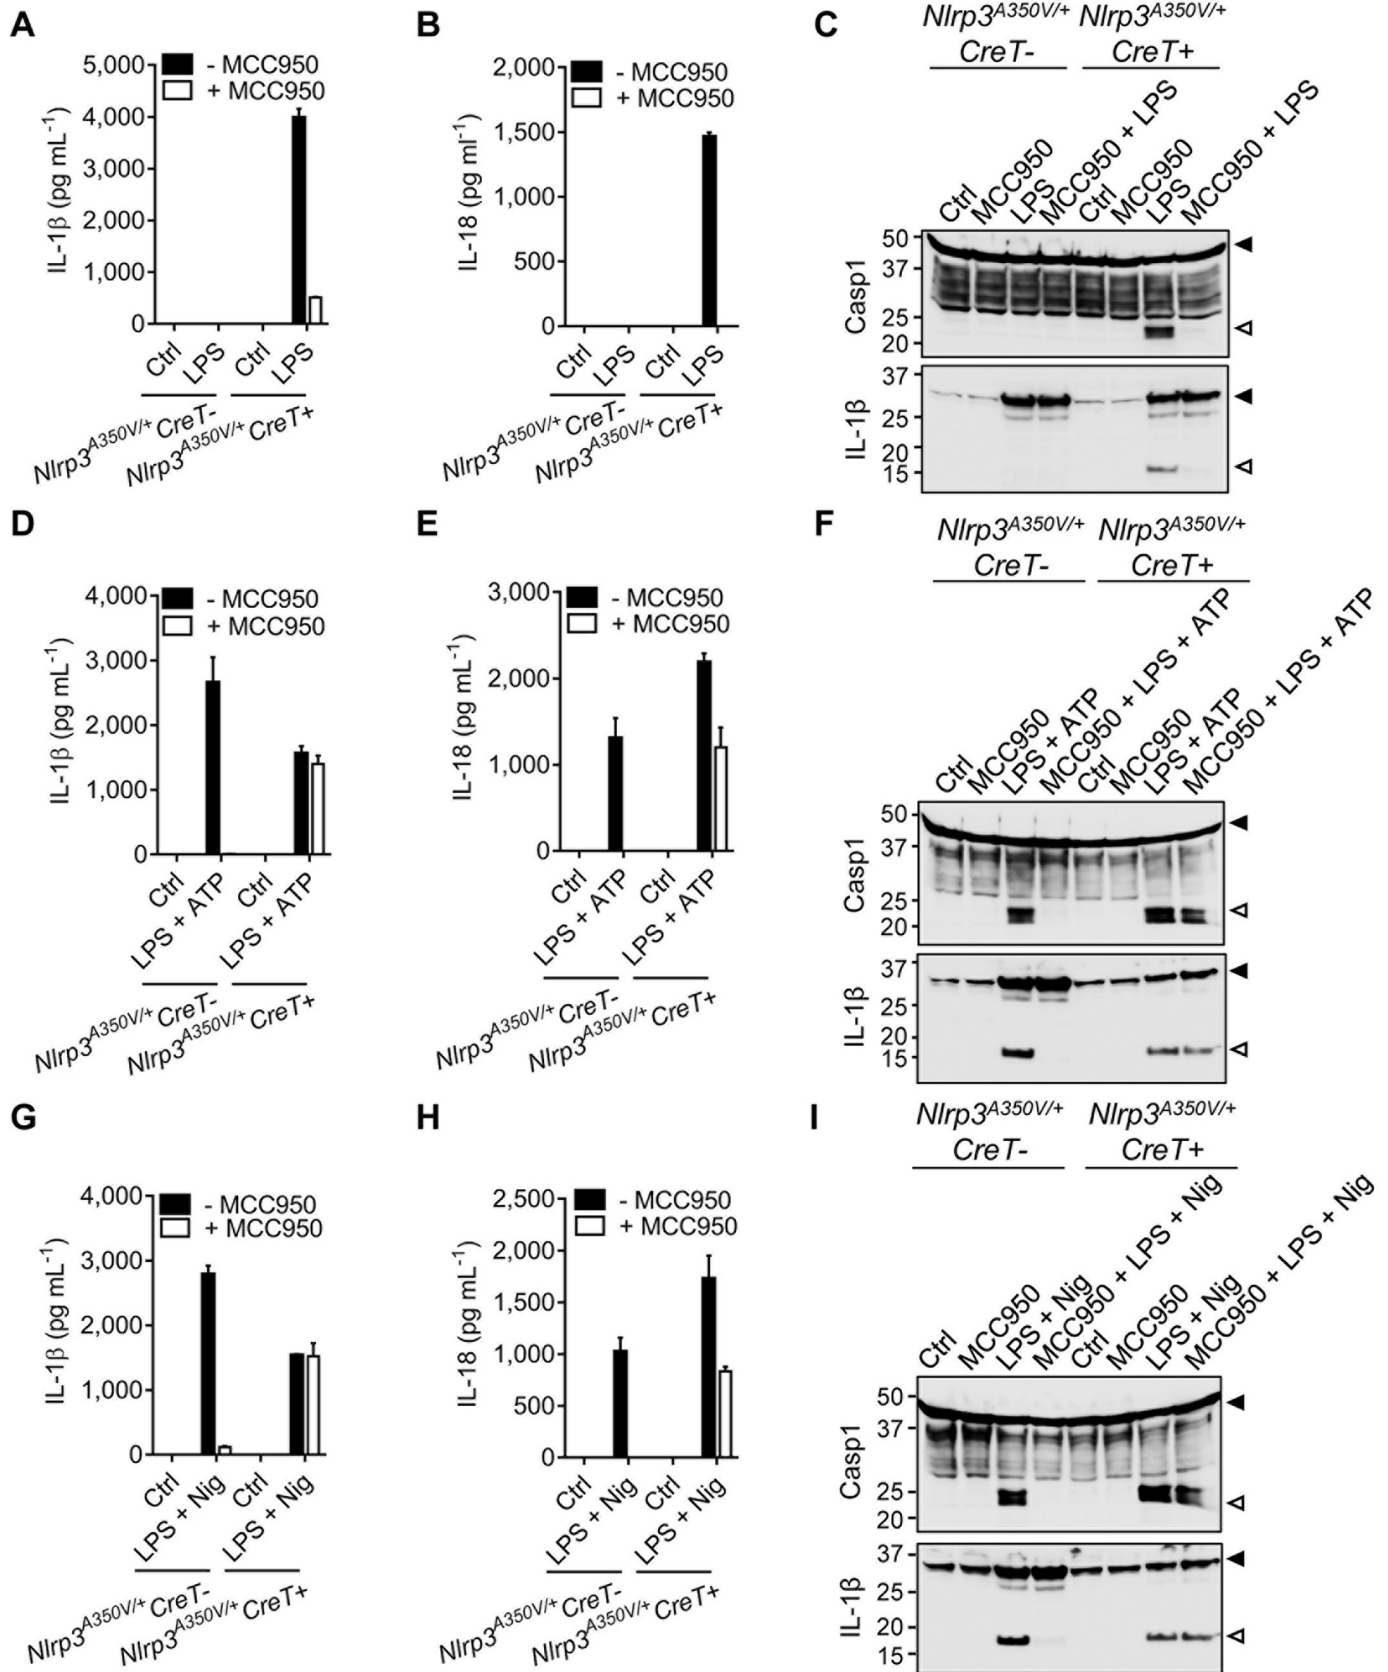 A
5,000
4,000
3,000
2,000
1,000
0
IL-1β (pg mL-1)
- MCC950
+ MCC950
Ctrl
LPS
Ctrl
LPS
Nlrp3A350V/+ CreT-
Nlrp3A350V/+ CreT+
B
2,000
1,500
1,000
500
0
IL-18 (pg ml-1)
- MCC950
+ MCC950
Ctrl
LPS
Ctrl
LPS
Nlrp3A350V/+ CreT-
Nlrp3A350V/+ CreT+
C
Nlrp3A350V/+ Nlrp3A350V/+
CreT- CreT+
Ctrl
MCC950
LPS
MCC950 + LPS
Ctrl
MCC950
LPS
MCC950 + LPS
Casp1
50
37
25
20
IL-1β
37
25
20
15
D
4,000
3,000
2,000
1,000
0
IL-1β (pg mL-1)
- MCC950
+ MCC950
Ctrl
LPS + ATP
Ctrl
LPS + ATP
Nlrp3A350V/+ CreT-
Nlrp3A350V/+ CreT+
E
3,000
2,000
1,000
0
IL-18 (pg mL-1)
- MCC950
+ MCC950
Ctrl
LPS + ATP
Ctrl
LPS + ATP
Nlrp3A350V/+ CreT-
Nlrp3A350V/+ CreT+
F
Nlrp3A350V/+ Nlrp3A350V/+
CreT- CreT+
Ctrl
MCC950
LPS + ATP
MCC950 + LPS + ATP
Ctrl
MCC950
LPS + ATP
MCC950 + LPS + ATP
Casp1
50
37
25
20
IL-1β
37
25
20
15
G
4,000
3,000
2,000
1,000
0
IL-1β (pg mL-1)
- MCC950
+ MCC950
Ctrl
LPS + Nig
Ctrl
LPS + Nig
Nlrp3A350V/+ CreT-
Nlrp3A350V/+ CreT+
H
2,500
2,000
1,500
1,000
500
0
IL-18 (pg mL-1)
- MCC950
+ MCC950
Ctrl
LPS + Nig
Ctrl
LPS + Nig
Nlrp3A350V/+ CreT-
Nlrp3A350V/+ CreT+
I
Nlrp3A350V/+ Nlrp3A350V/+
CreT- CreT+
Ctrl
MCC950
LPS + Nig
MCC950 + LPS + Nig
Ctrl
MCC950
LPS + Nig
MCC950 + LPS + Nig
Casp1
50
37
25
20
IL-1β
37
25
20
15